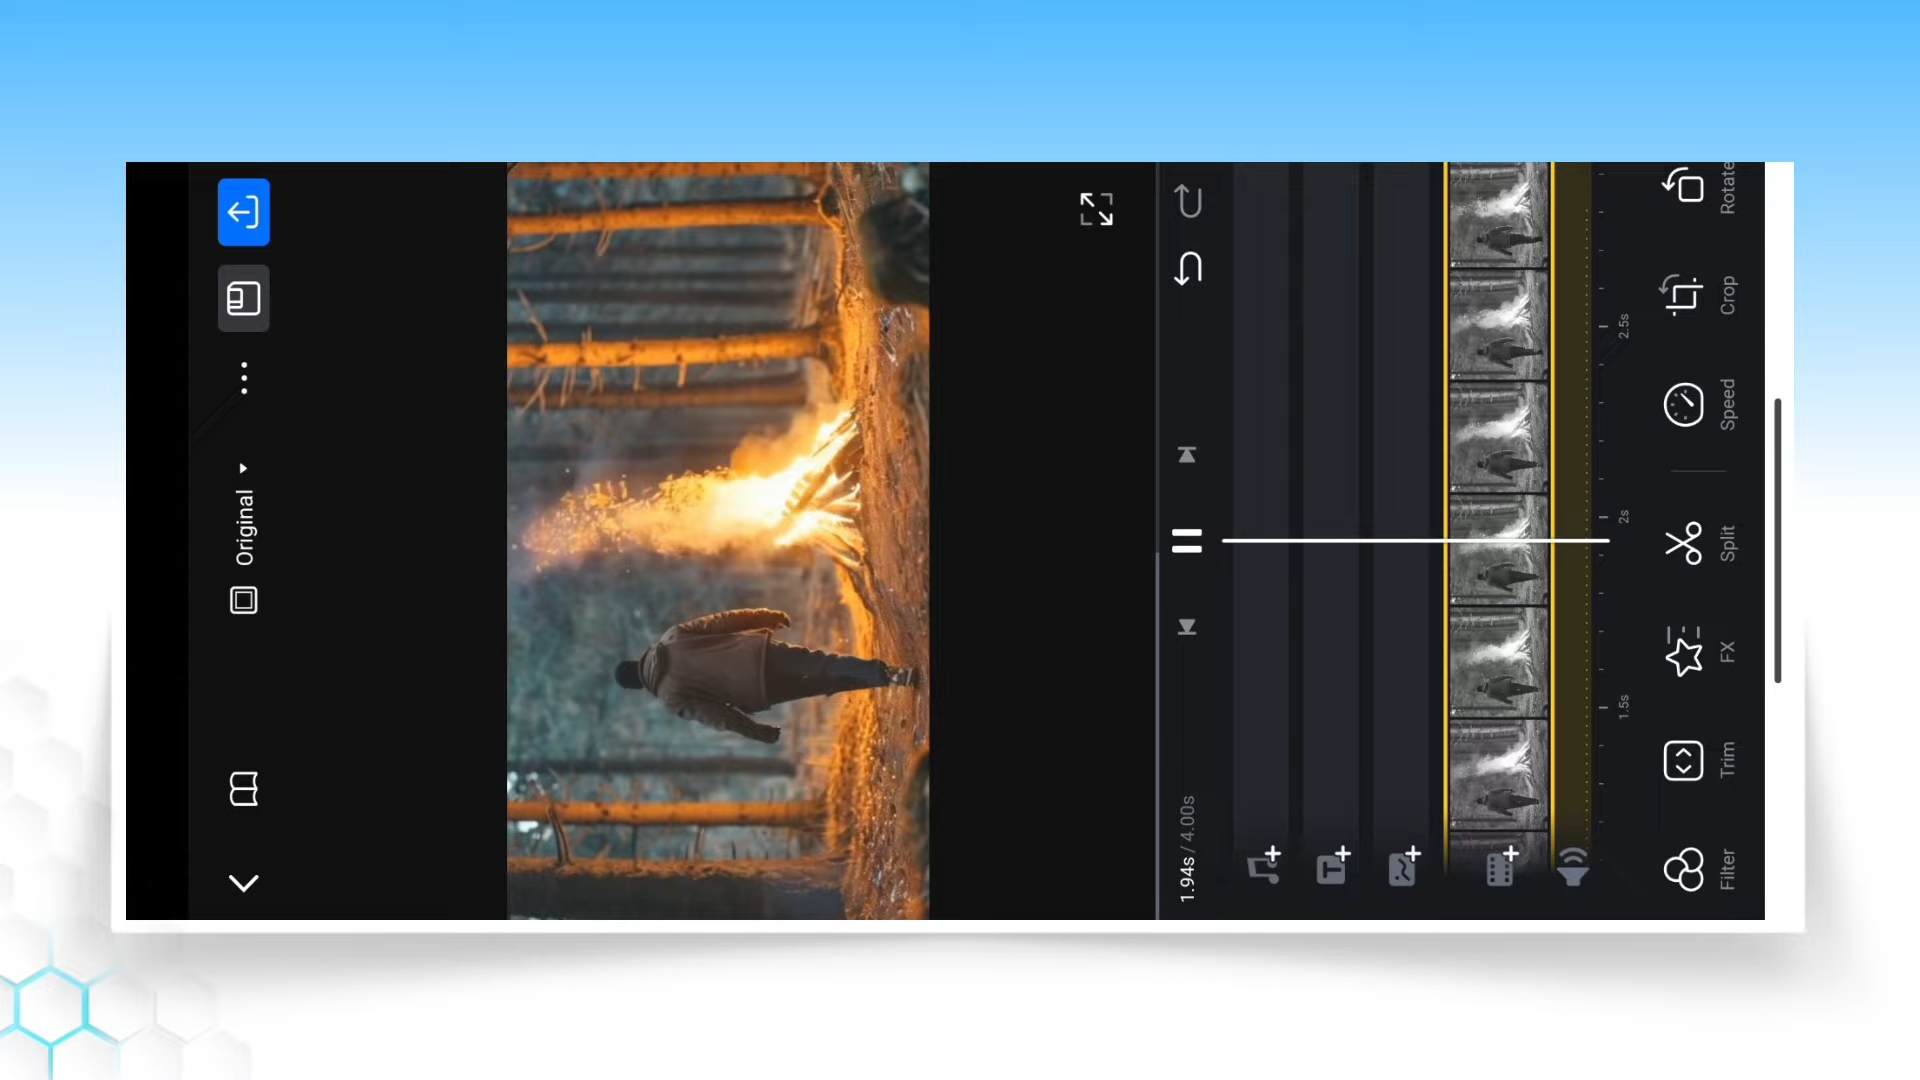 Original
1.94s / 4.00s
1.5s
2s
2.5s
Filter
Trim
FX
Split
Speed
Crop
Rotate